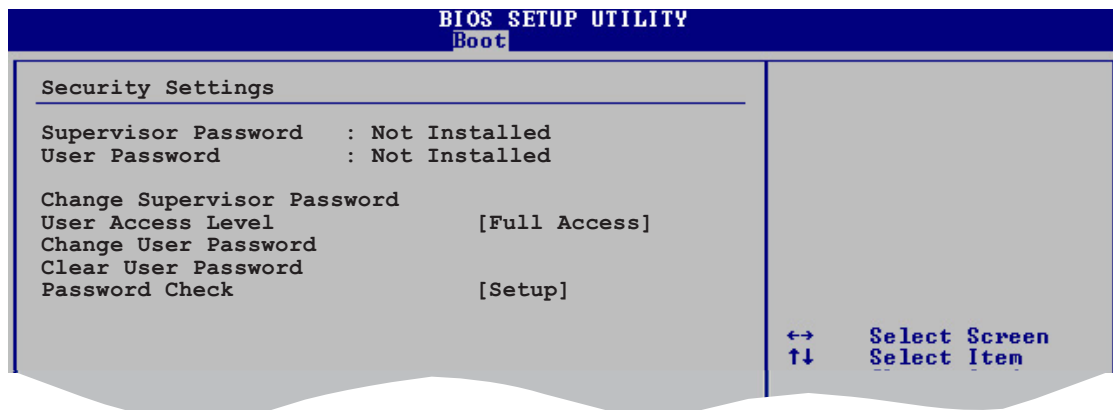 BIOS SETUP UTILITY
Boot
Security Settings
Supervisor Password : Not Installed
User Password : Not Installed
Change Supervisor Password
User Access Level [Full Access]
Change User Password
Clear User Password
Password Check [Setup]
←→ Select Screen
↑↓ Select Item